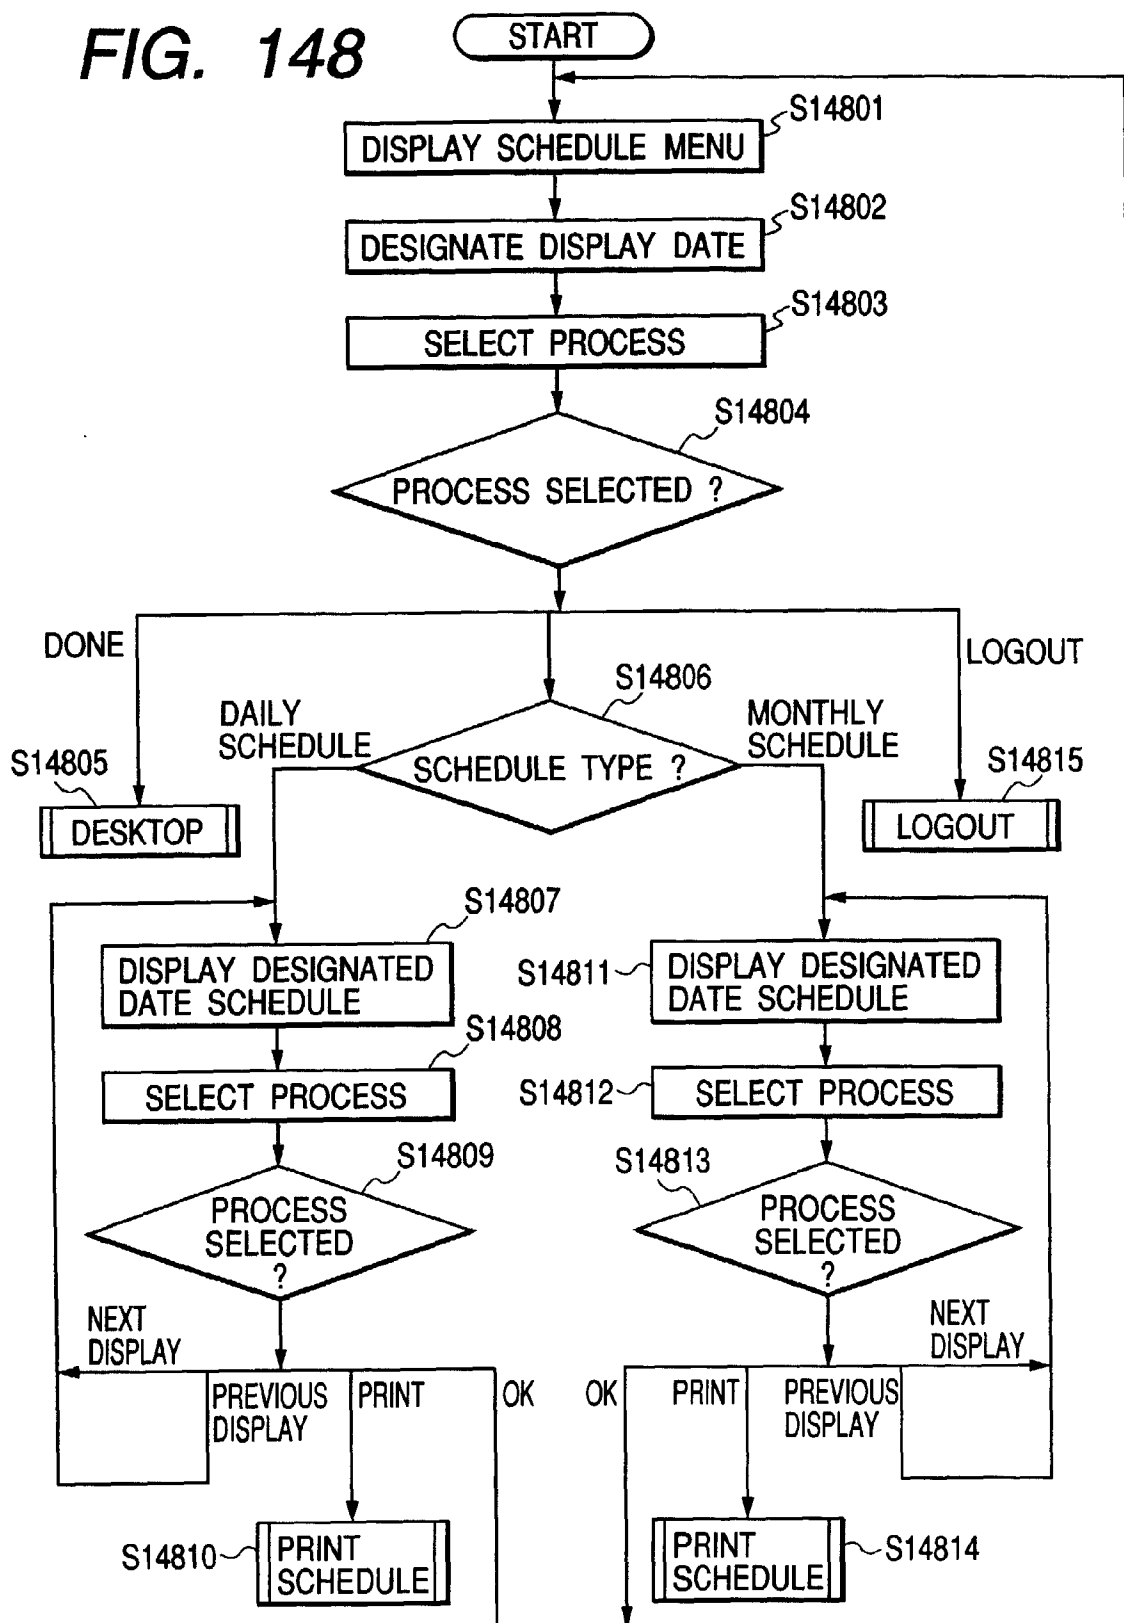 FIG. 148
START
S14801
DISPLAY SCHEDULE MENU
S14802
DESIGNATE DISPLAY DATE
S14803
SELECT PROCESS
S14804
PROCESS SELECTED ?
DONE
LOGOUT
S14806
DAILY
SCHEDULE
MONTHLY
SCHEDULE
SCHEDULE TYPE ?
S14805
DESKTOP
S14815
LOGOUT
S14807
DISPLAY DESIGNATED
DATE SCHEDULE
S14808
SELECT PROCESS
S14809
PROCESS
SELECTED
?
NEXT
DISPLAY
PREVIOUS
DISPLAY
PRINT
OK
S14810
PRINT
SCHEDULE
S14811
DISPLAY DESIGNATED
DATE SCHEDULE
S14812
SELECT PROCESS
S14813
PROCESS
SELECTED
?
NEXT
DISPLAY
OK
PRINT
PREVIOUS
DISPLAY
PRINT
SCHEDULE
S14814